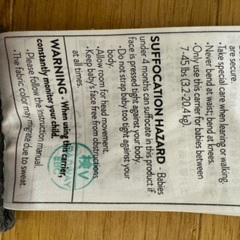 are secure
•Take special care when leaning or walking.
•Never bend at waist; bend at knees.
•Only use this carrier for babies between
7-45 lbs (3.2-20.4 kg).
SUFFOCATION HAZARD - Babies
under 4 months can suffocate in this product if
face is pressed tight against your body.
•Do not strap baby too tight against your
body.
•Allow room for head movement.
•Keep baby's face free from obstructions
at all times.
WARNING - When using this carrier,
constantly monitor your child.
•Please follow the instruction manual.
•The fabric color may migrate due to sweat,